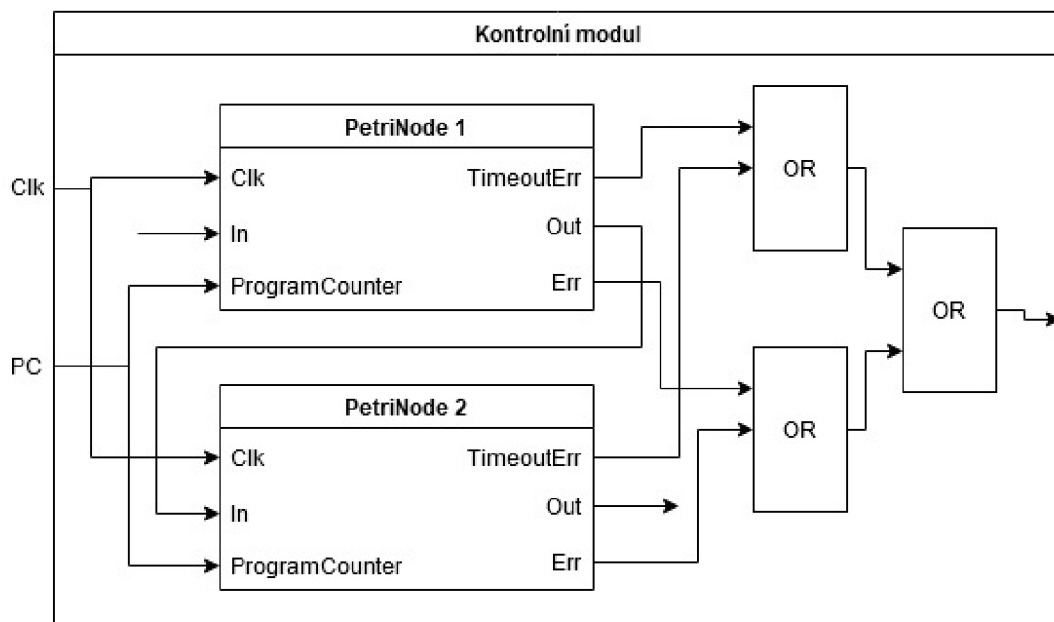 Kontrolní modul
PetriNode 1
Clk
TimeoutErr
OR
Clk
In
Out
ProgramCounter
Err
OR
PC
PetriNode 2
OR
Clk
TimeoutErr
In
Out
ProgramCounter
Err